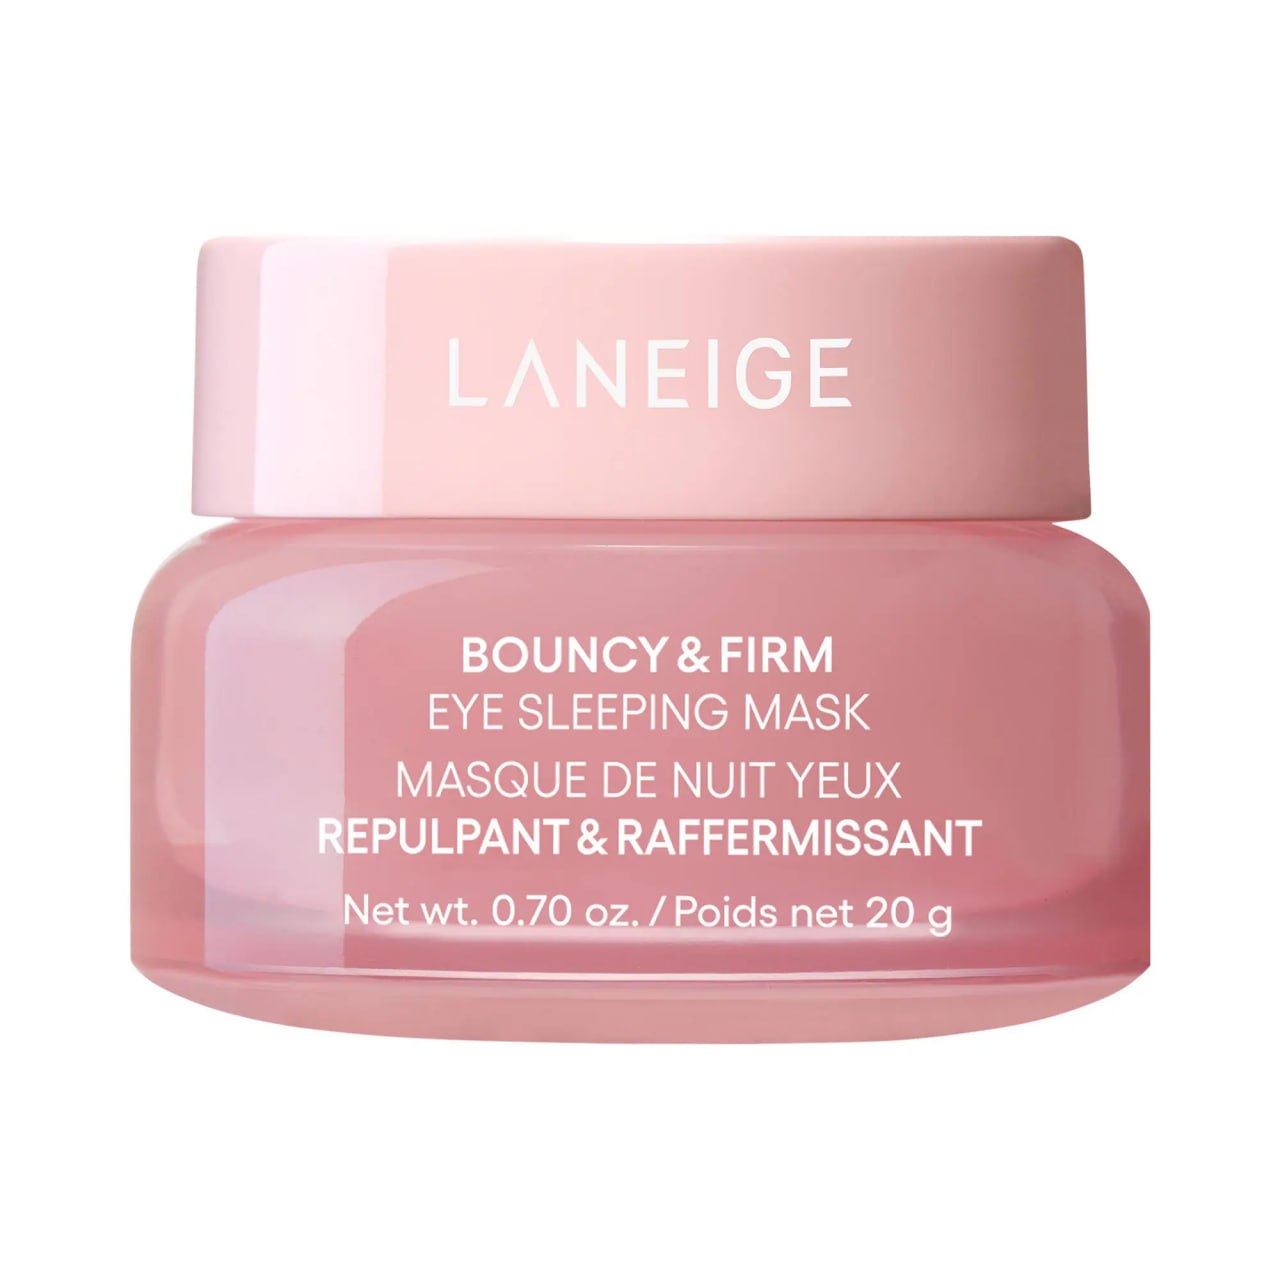 LANEIGE
BOUNCY & FIRM
EYE SLEEPING MASK
MASQUE DE NUIT YEUX
REPULPANT & RAFFERMISSANT
Net wt. 0.70 oz. / Poids net 20 g